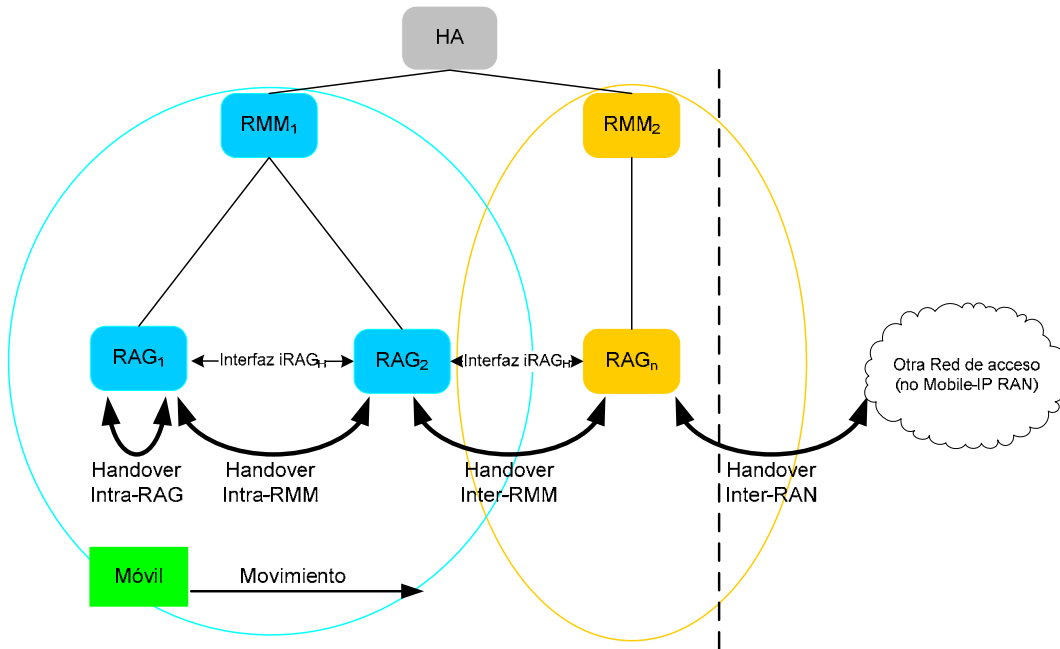 HA
RMM1
RMM2
RAG1
Interfaz iRAGH
RAG2
Interfaz iRAGH
RAGn
Otra Red de acceso
(no Mobile-IP RAN)
Handover
Intra-RAG
Handover
Intra-RMM
Handover
Inter-RMM
Handover
Inter-RAN
Móvil
Movimiento